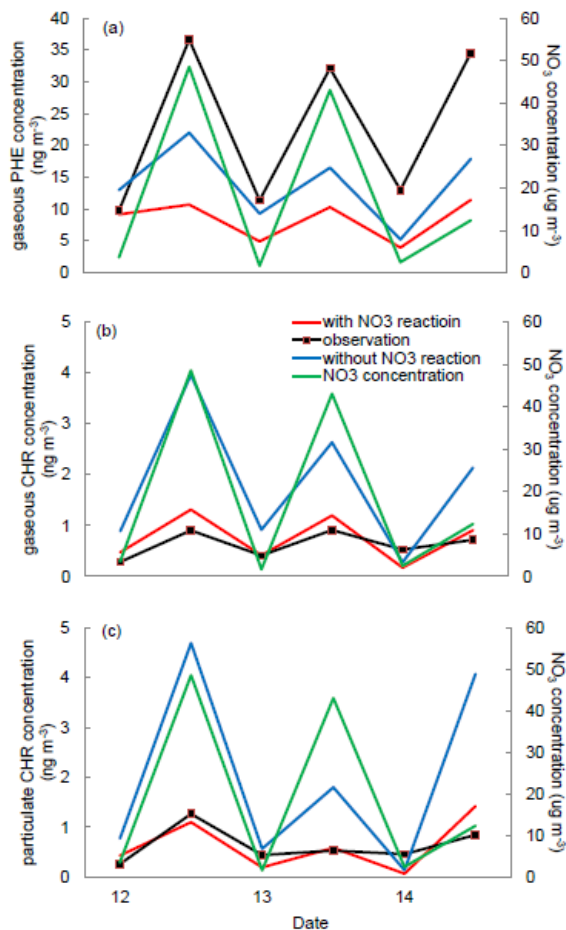 (a)
gaseous PHE concentration
(ng m-3)
40
35
30
25
20
15
10
5
0
60
50
40
30
20
10
0
NO3 concentration (ug m-3)
(b)
gaseous CHR concentration
(ng m-3)
5
4
3
2
1
0
with NO3 reactioin
observation
without NO3 reaction
NO3 concentration
60
50
40
30
20
10
0
NO3 concentration (ug m-3)
(c)
particulate CHR concentration
(ng m-3)
5
4
3
2
1
0
60
50
40
30
20
10
0
NO3 concentration (ug m-3)
12
13
14
Date